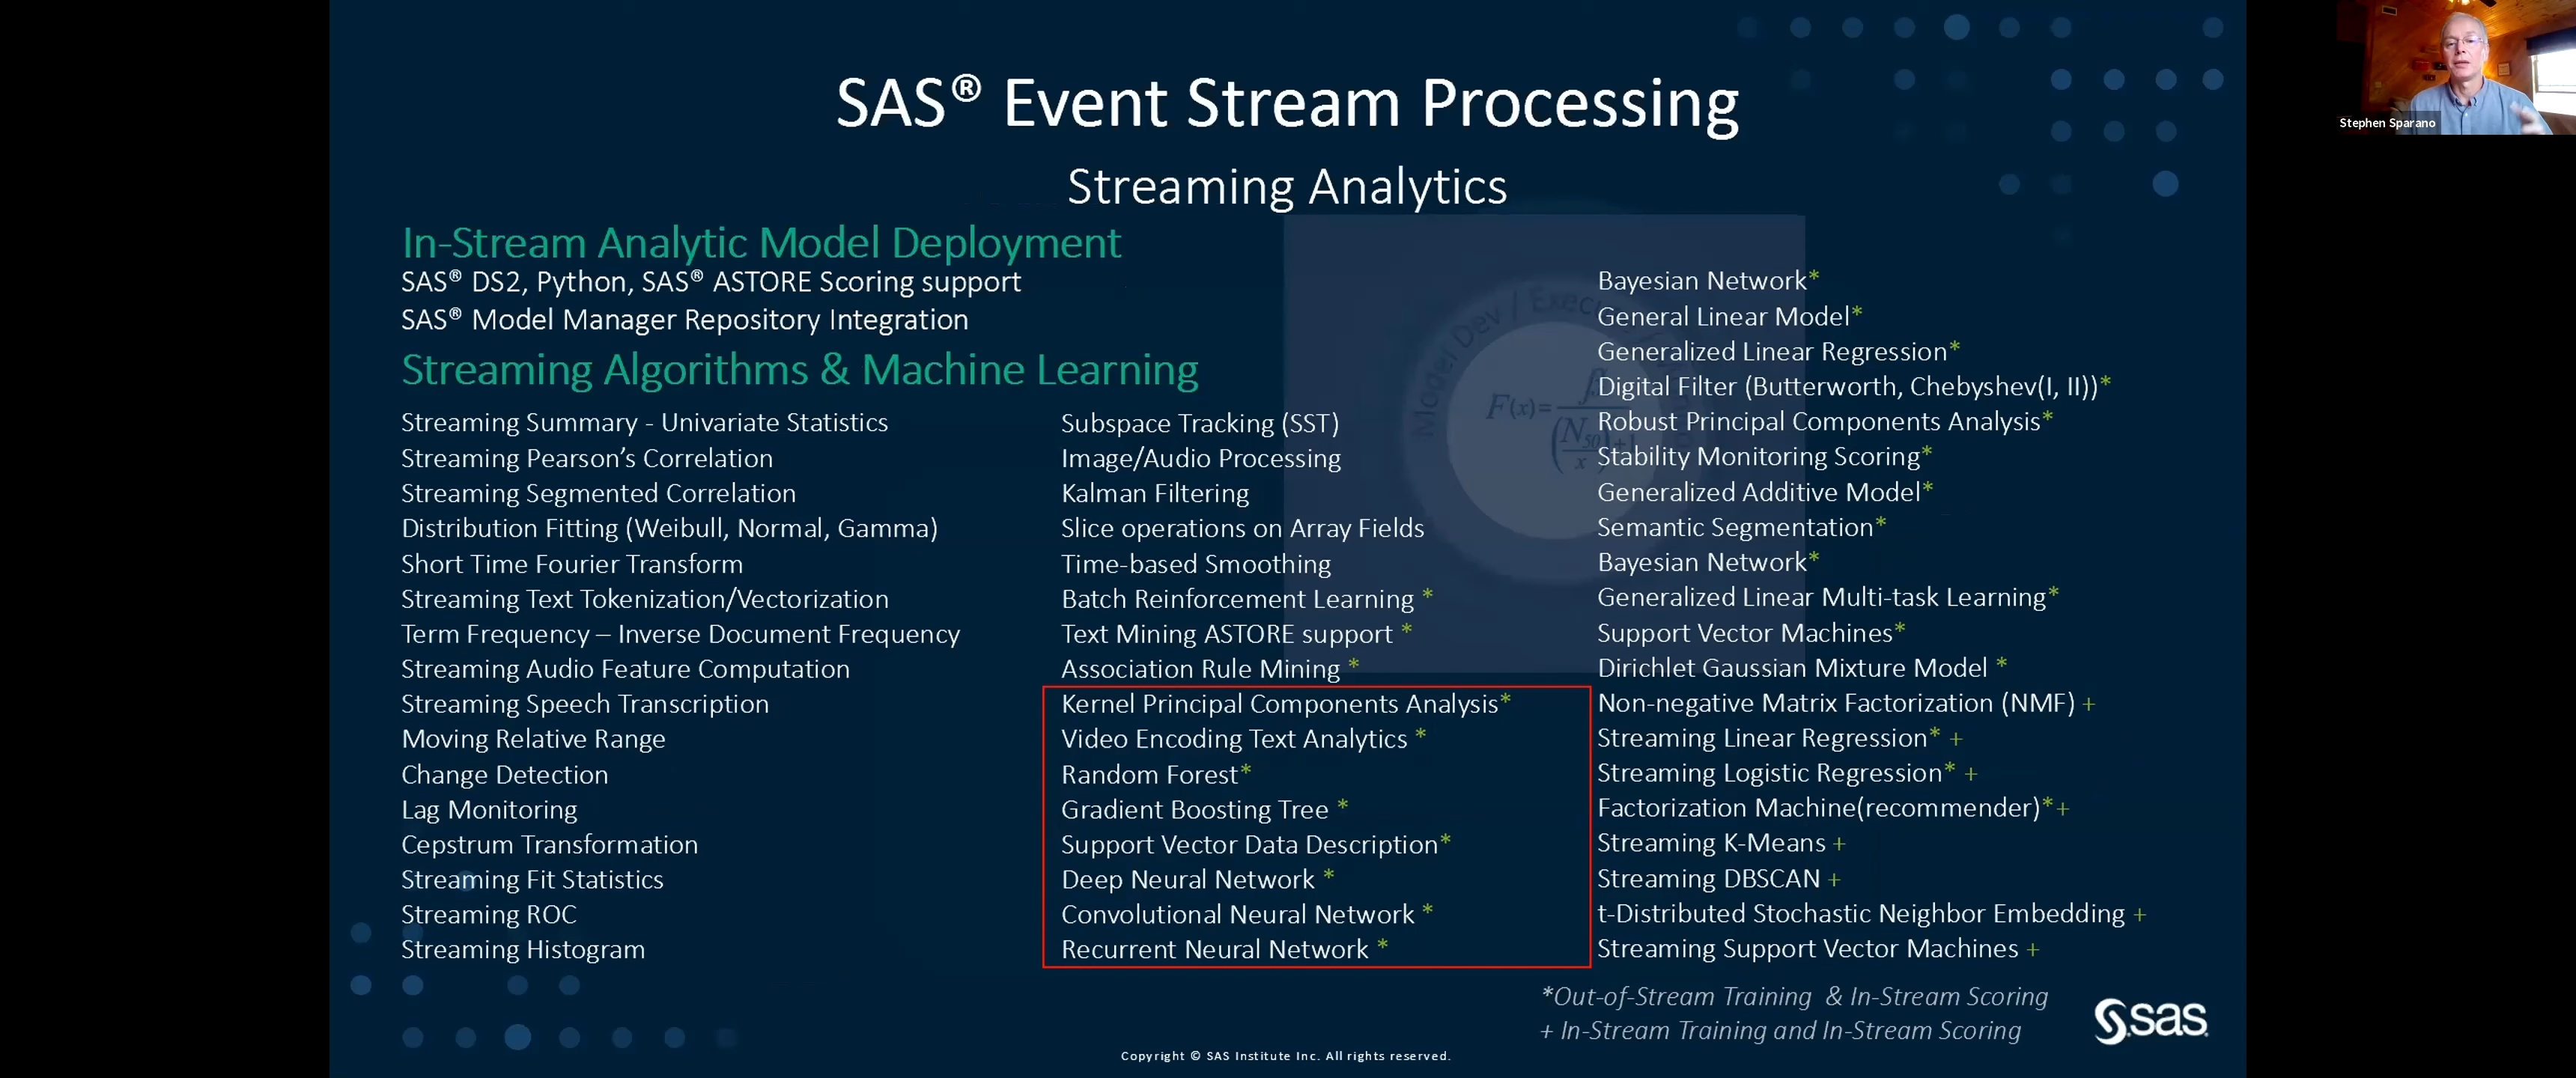 SAS® Event Stream Processing
Stephen Sparano
Streaming Analytics
In-Stream Analytic Model Deployment
SAS® DS2, Python, SAS® ASTORE Scoring support
SAS® Model Manager Repository Integration
Streaming Algorithms & Machine Learning
Streaming Summary - Univariate Statistics
Streaming Pearson’s Correlation
Streaming Segmented Correlation
Distribution Fitting (Weibull, Normal, Gamma)
Short Time Fourier Transform
Streaming Text Tokenization/Vectorization
Term Frequency – Inverse Document Frequency
Streaming Audio Feature Computation
Streaming Speech Transcription
Moving Relative Range
Change Detection
Lag Monitoring
Cepstrum Transformation
Streaming Fit Statistics
Streaming ROC
Streaming Histogram
Subspace Tracking (SST)
Image/Audio Processing
Kalman Filtering
Slice operations on Array Fields
Time-based Smoothing
Batch Reinforcement Learning *
Text Mining ASTORE support *
Association Rule Mining *
Kernel Principal Components Analysis*
Video Encoding Text Analytics *
Random Forest*
Gradient Boosting Tree *
Support Vector Data Description*
Deep Neural Network *
Convolutional Neural Network *
Recurrent Neural Network *
Model Dev |
F(x)=
Bayesian Network*
General Linear Model*
Generalized Linear Regression*
Digital Filter (Butterworth, Chebyshev(I, II))*
Robust Principal Components Analysis*
Stability Monitoring Scoring*
Generalized Additive Model*
Semantic Segmentation*
Bayesian Network*
Generalized Linear Multi-task Learning*
Support Vector Machines*
Dirichlet Gaussian Mixture Model *
Non-negative Matrix Factorization (NMF) +
Streaming Linear Regression* +
Streaming Logistic Regression* +
Factorization Machine(recommender)*+
Streaming K-Means +
Streaming DBSCAN +
t-Distributed Stochastic Neighbor Embedding +
Streaming Support Vector Machines +
*Out-of-Stream Training & In-Stream Scoring
+ In-Stream Training and In-Stream Scoring
sas
Copyright © SAS Institute Inc. All rights reserved.